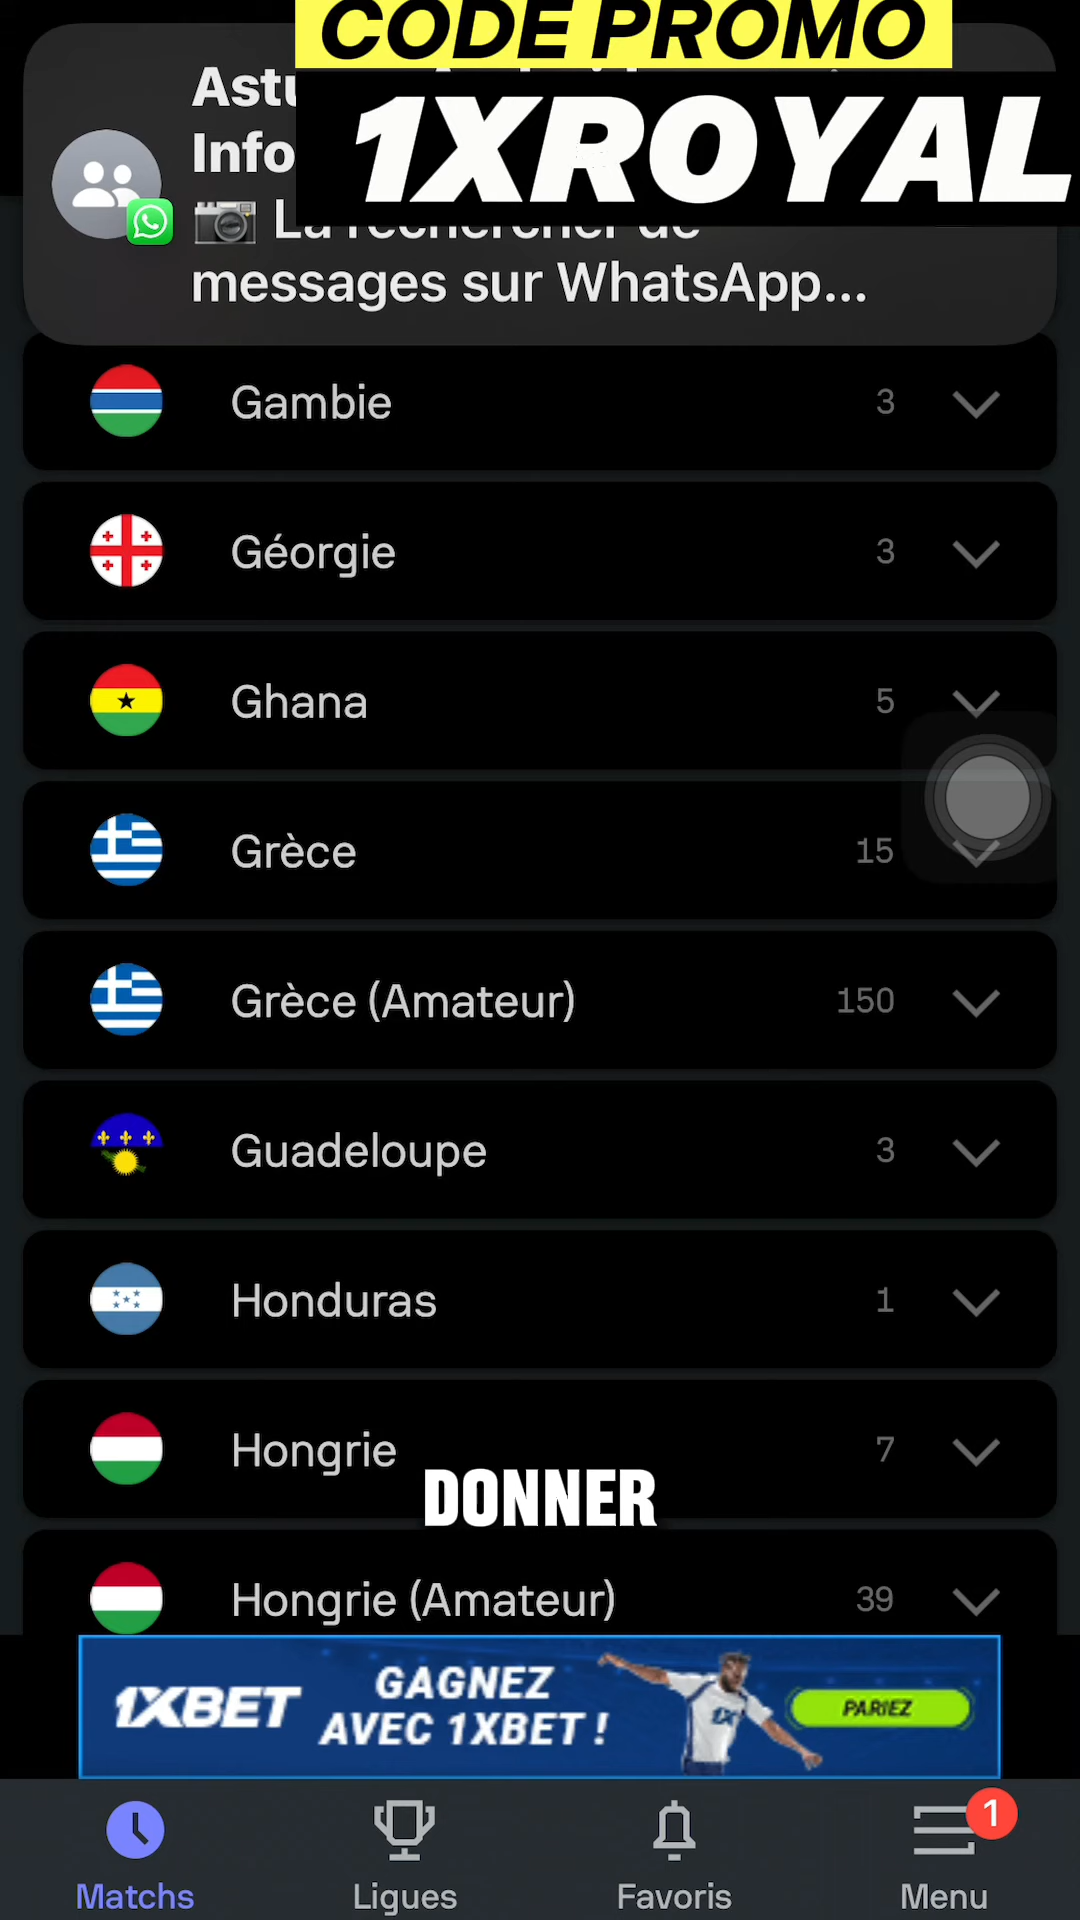 CODE PROMO
1XROYAL
Info
messages sur WhatsApp...
Gambie 3
Géorgie 3
Ghana 5
Grèce 15
Grèce (Amateur) 150
Guadeloupe 3
Honduras 1
Hongrie 7
DONNER
Hongrie (Amateur) 39
1XBET GAGNEZ AVEC 1XBET ! PARIEZ
1XBET
1
Matchs Ligues Favoris Menu